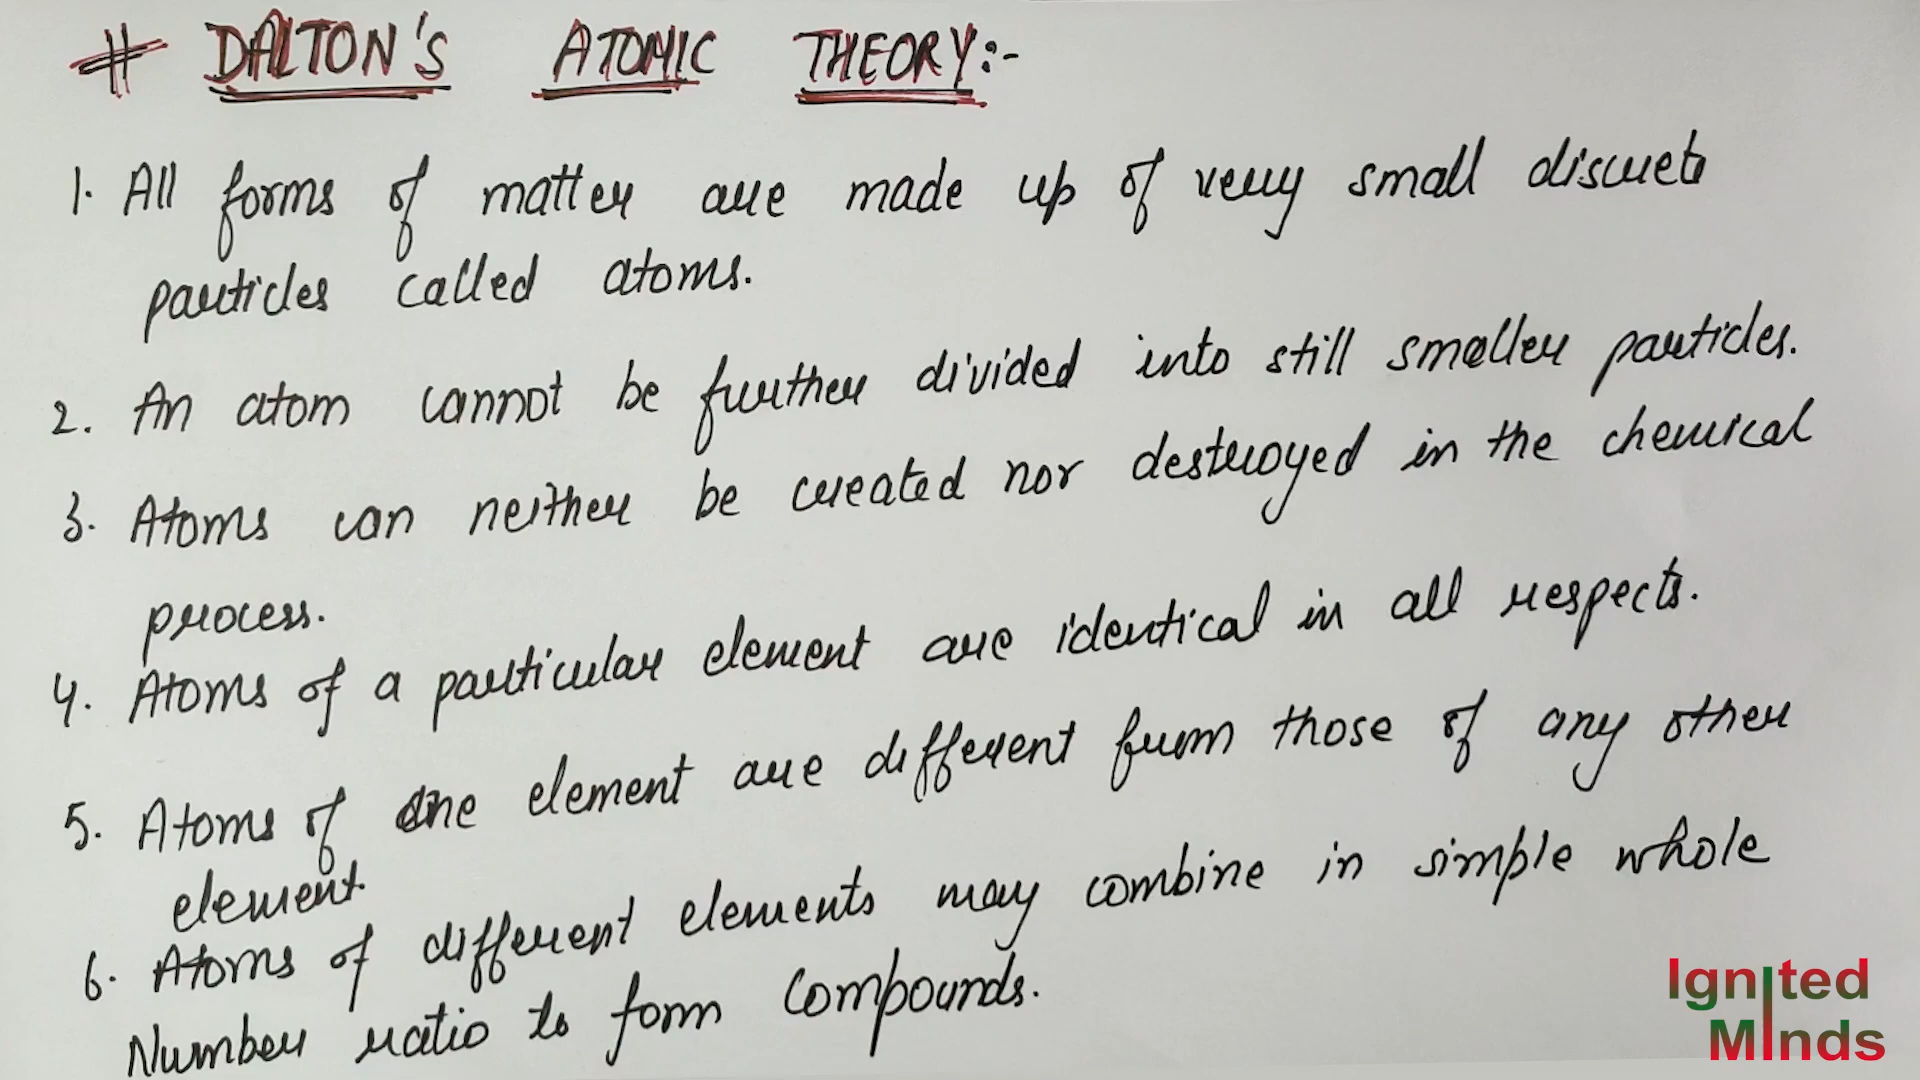 # DALTON'S ATOMIC THEORY:-
1. All forms of matter are made up of very small discrete
particles called atoms.
2. An atom cannot be further divided into still smaller particles.
3. Atoms can neither be created nor destroyed in the chemical
process.
4. Atoms of a particular element are identical in all respects.
5. Atoms of one element are different from those of any other
element.
6. Atoms of different elements may combine in simple whole
Number ratio to form Compounds.
Ignited
Minds